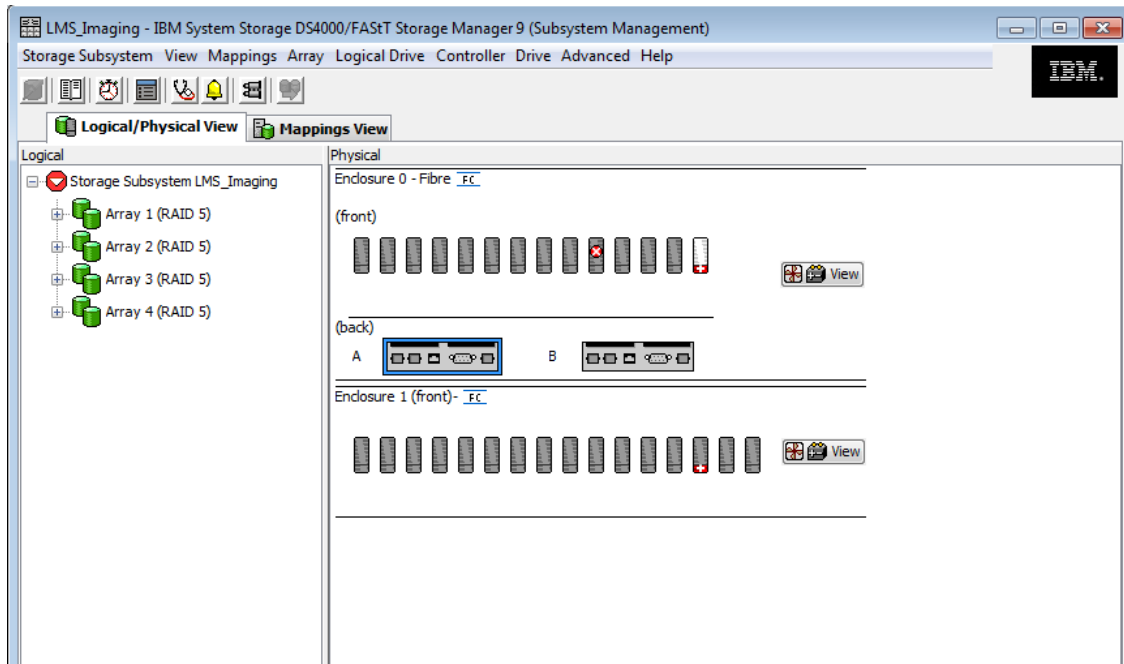 LMS_Imaging - IBM System Storage DS4000/FAStT Storage Manager 9 (Subsystem Management)
Storage Subsystem View Mappings Array Logical Drive Controller Drive Advanced Help
IBM.
Logical/Physical View Mappings View
Logical Physical
Storage Subsystem LMS_Imaging
Array 1 (RAID 5)
Array 2 (RAID 5)
Array 3 (RAID 5)
Array 4 (RAID 5)
Enclosure 0 - Fibre FC
(front)
View
(back)
A B
Enclosure 1 (front)- FC
View